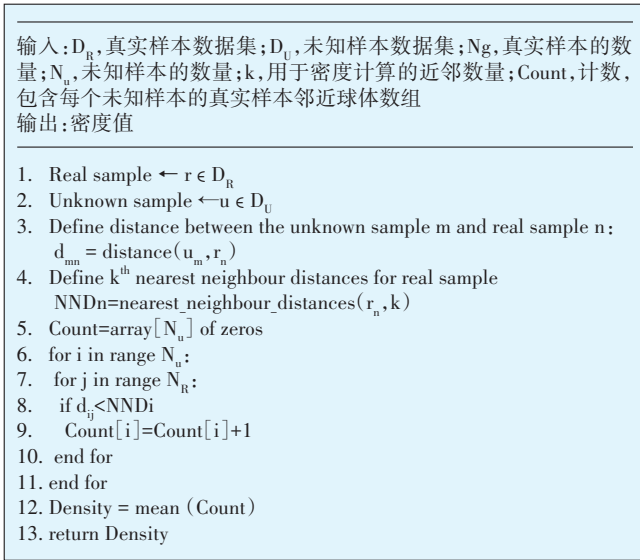 输入:D_R,真实样本数据集;D_U,未知样本数据集;Ng,真实样本的数
量;N_u,未知样本的数量;k,用于密度计算的近邻数量;Count,计数,
包含每个未知样本的真实样本邻近球体数组
输出:密度值
1. Real sample ← r ϵ D_R
2. Unknown sample ←u ϵ D_U
3. Define distance between the unknown sample m and real sample n:
d_mn = distance(u_m,r_n)
4. Define k^th nearest neighbour distances for real sample
NNDn=nearest_neighbour_distances(r_n,k)
5. Count=array[N_u] of zeros
6. for i in range N_u:
7. for j in range N_R:
8. if d_ij<NNDi
9. Count[i]=Count[i]+1
10. end for
11. end for
12. Density = mean (Count)
13. return Density